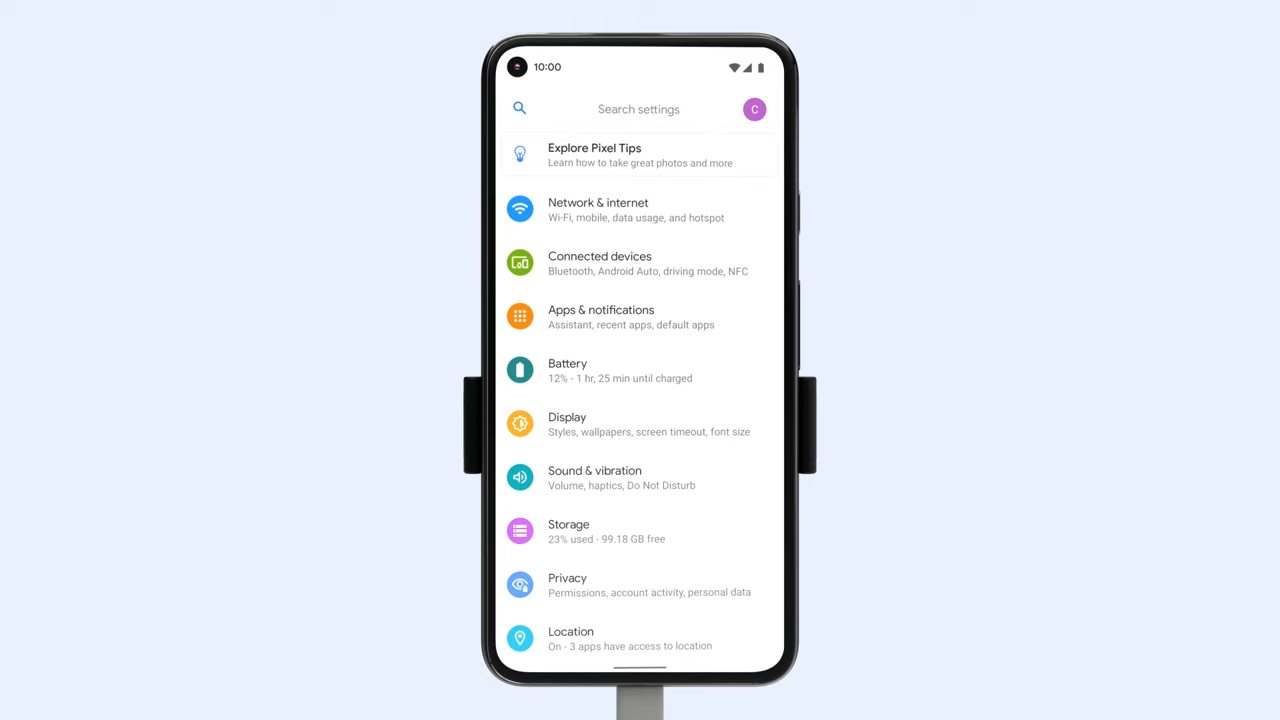 10:00
Search settings
C
Explore Pixel Tips
Learn how to take great photos and more
Network & internet
Wi-Fi, mobile, data usage, and hotspot
Connected devices
Bluetooth, Android Auto, driving mode, NFC
Apps & notifications
Assistant, recent apps, default apps
Battery
12% - 1 hr, 25 min until charged
Display
Styles, wallpapers, screen timeout, font size
Sound & vibration
Volume, haptics, Do Not Disturb
Storage
23% used - 99.18 GB free
Privacy
Permissions, account activity, personal data
Location
On - 3 apps have access to location